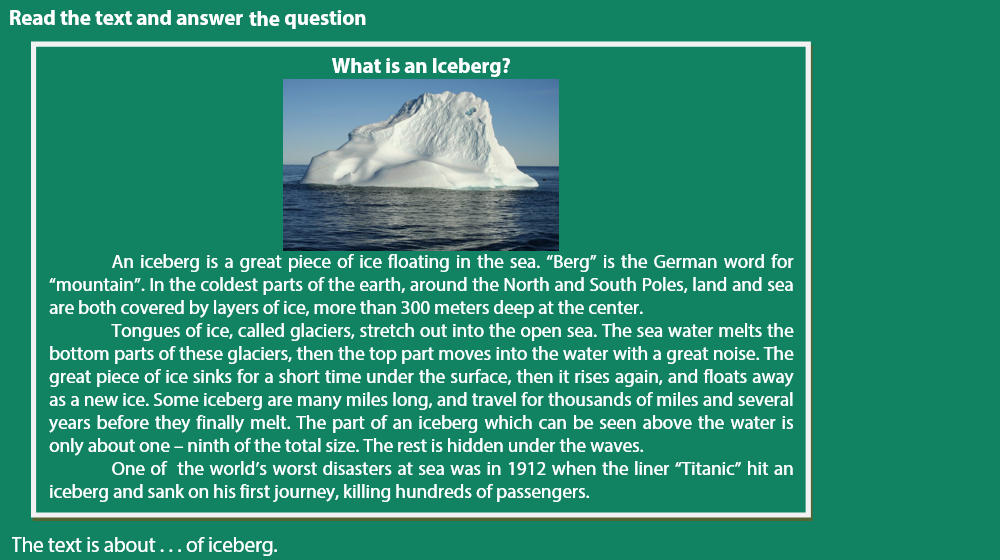 Read the text and answer the question
What is an Iceberg?
An iceberg is a great piece of ice floating in the sea. “Berg” is the German word for
“mountain”. In the coldest parts of the earth, around the North and South Poles, land and sea
are both covered by layers of ice, more than 300 meters deep at the center.
Tongues of ice, called glaciers, stretch out into the open sea. The sea water melts the
bottom parts of these glaciers, then the top part moves into the water with a great noise. The
great piece of ice sinks for a short time under the surface, then it rises again, and floats away
as a new ice. Some iceberg are many miles long, and travel for thousands of miles and several
years before they finally melt. The part of an iceberg which can be seen above the water is
only about one – ninth of the total size. The rest is hidden under the waves.
One of the world’s worst disasters at sea was in 1912 when the liner “Titanic” hit an
iceberg and sank on his first journey, killing hundreds of passengers.
The text is about . . . of iceberg.